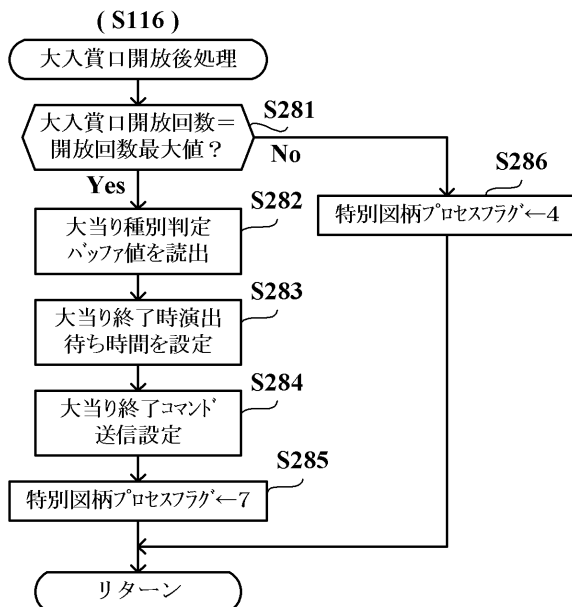 (S116)
大入賞口開放後処理
S281
大入賞口開放回数＝
開放回数最大値？
No
Yes
S286
特別図柄プロセスフラグ←4
S282
大当り種別判定
バッファ値を読出
S283
大当り終了時演出
待ち時間を設定
S284
大当り終了コマンド
送信設定
S285
特別図柄プロセスフラグ←7
リターン